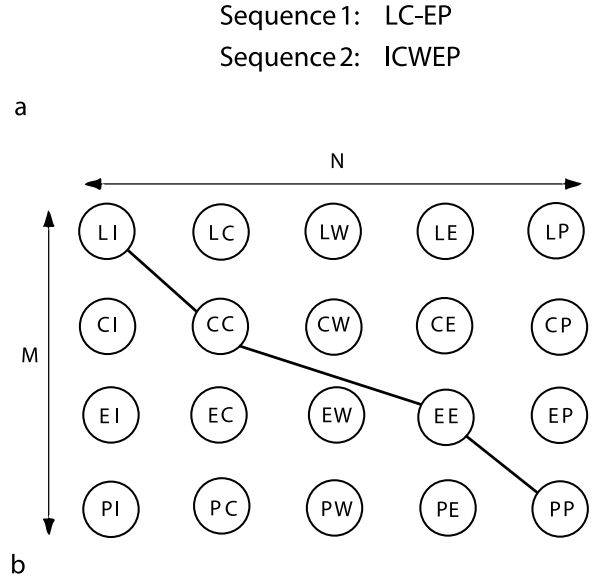 Sequence 1: LC-EP
Sequence 2: ICWEP
a
N
LI LC LW LE LP
CI CC CW CE CP
M
EI EC EW EE EP
PI PC PW PE PP
b